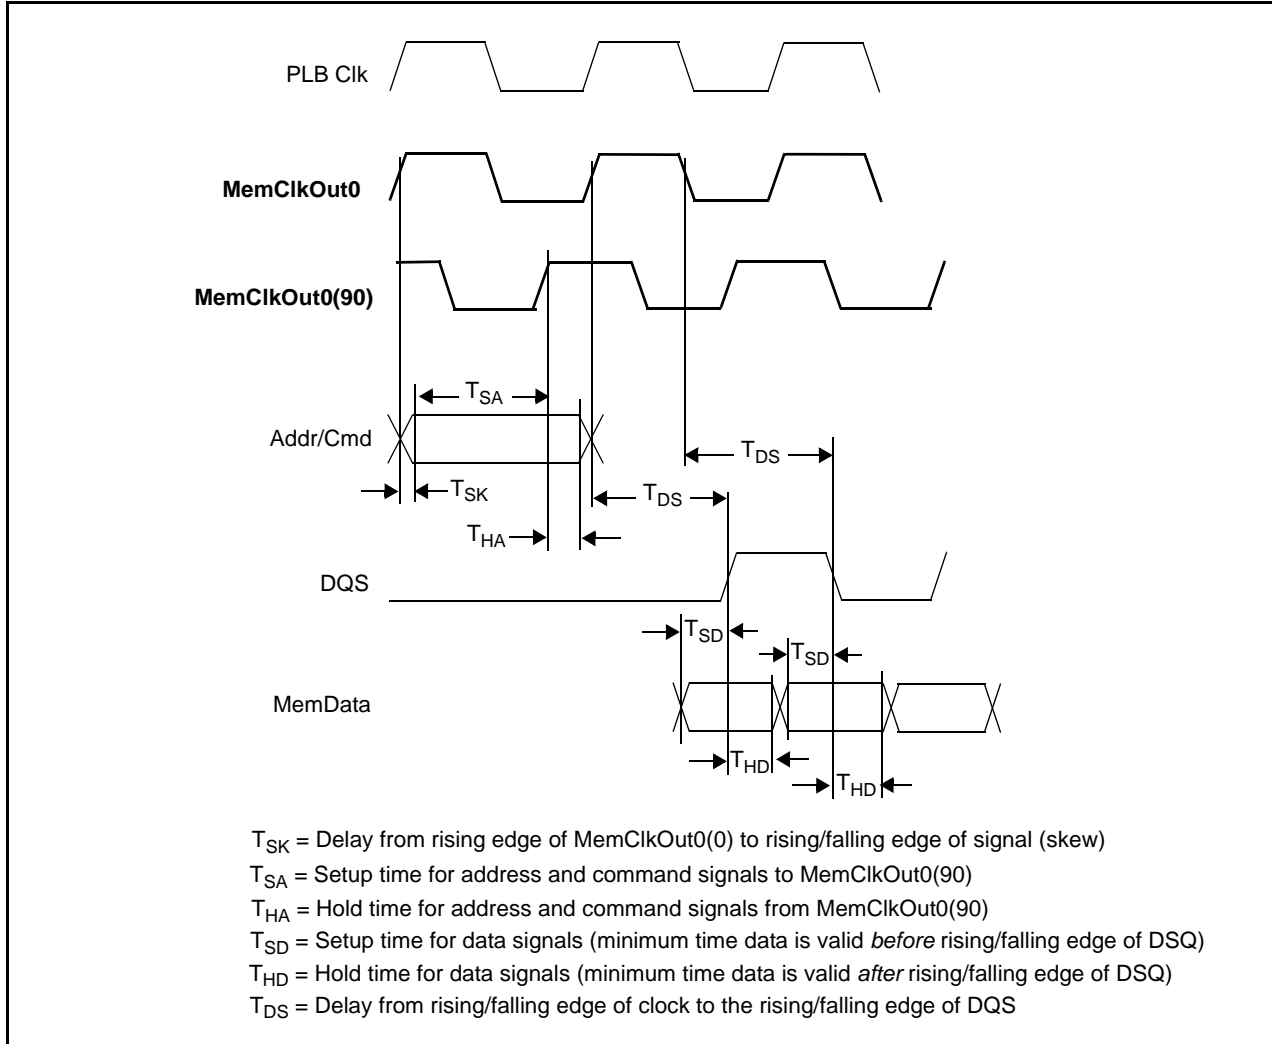 PLB Clk
MemClkOut0
MemClkOut0(90)
TSA
Addr/Cmd
TDS
TSK
TDS
THA
DQS
TSD
TSD
MemData
THD
THD
TSK = Delay from rising edge of MemClkOut0(0) to rising/falling edge of signal (skew)
TSA = Setup time for address and command signals to MemClkOut0(90)
THA = Hold time for address and command signals from MemClkOut0(90)
TSD = Setup time for data signals (minimum time data is valid before rising/falling edge of DSQ)
THD = Hold time for data signals (minimum time data is valid after rising/falling edge of DSQ)
TDS = Delay from rising/falling edge of clock to the rising/falling edge of DQS